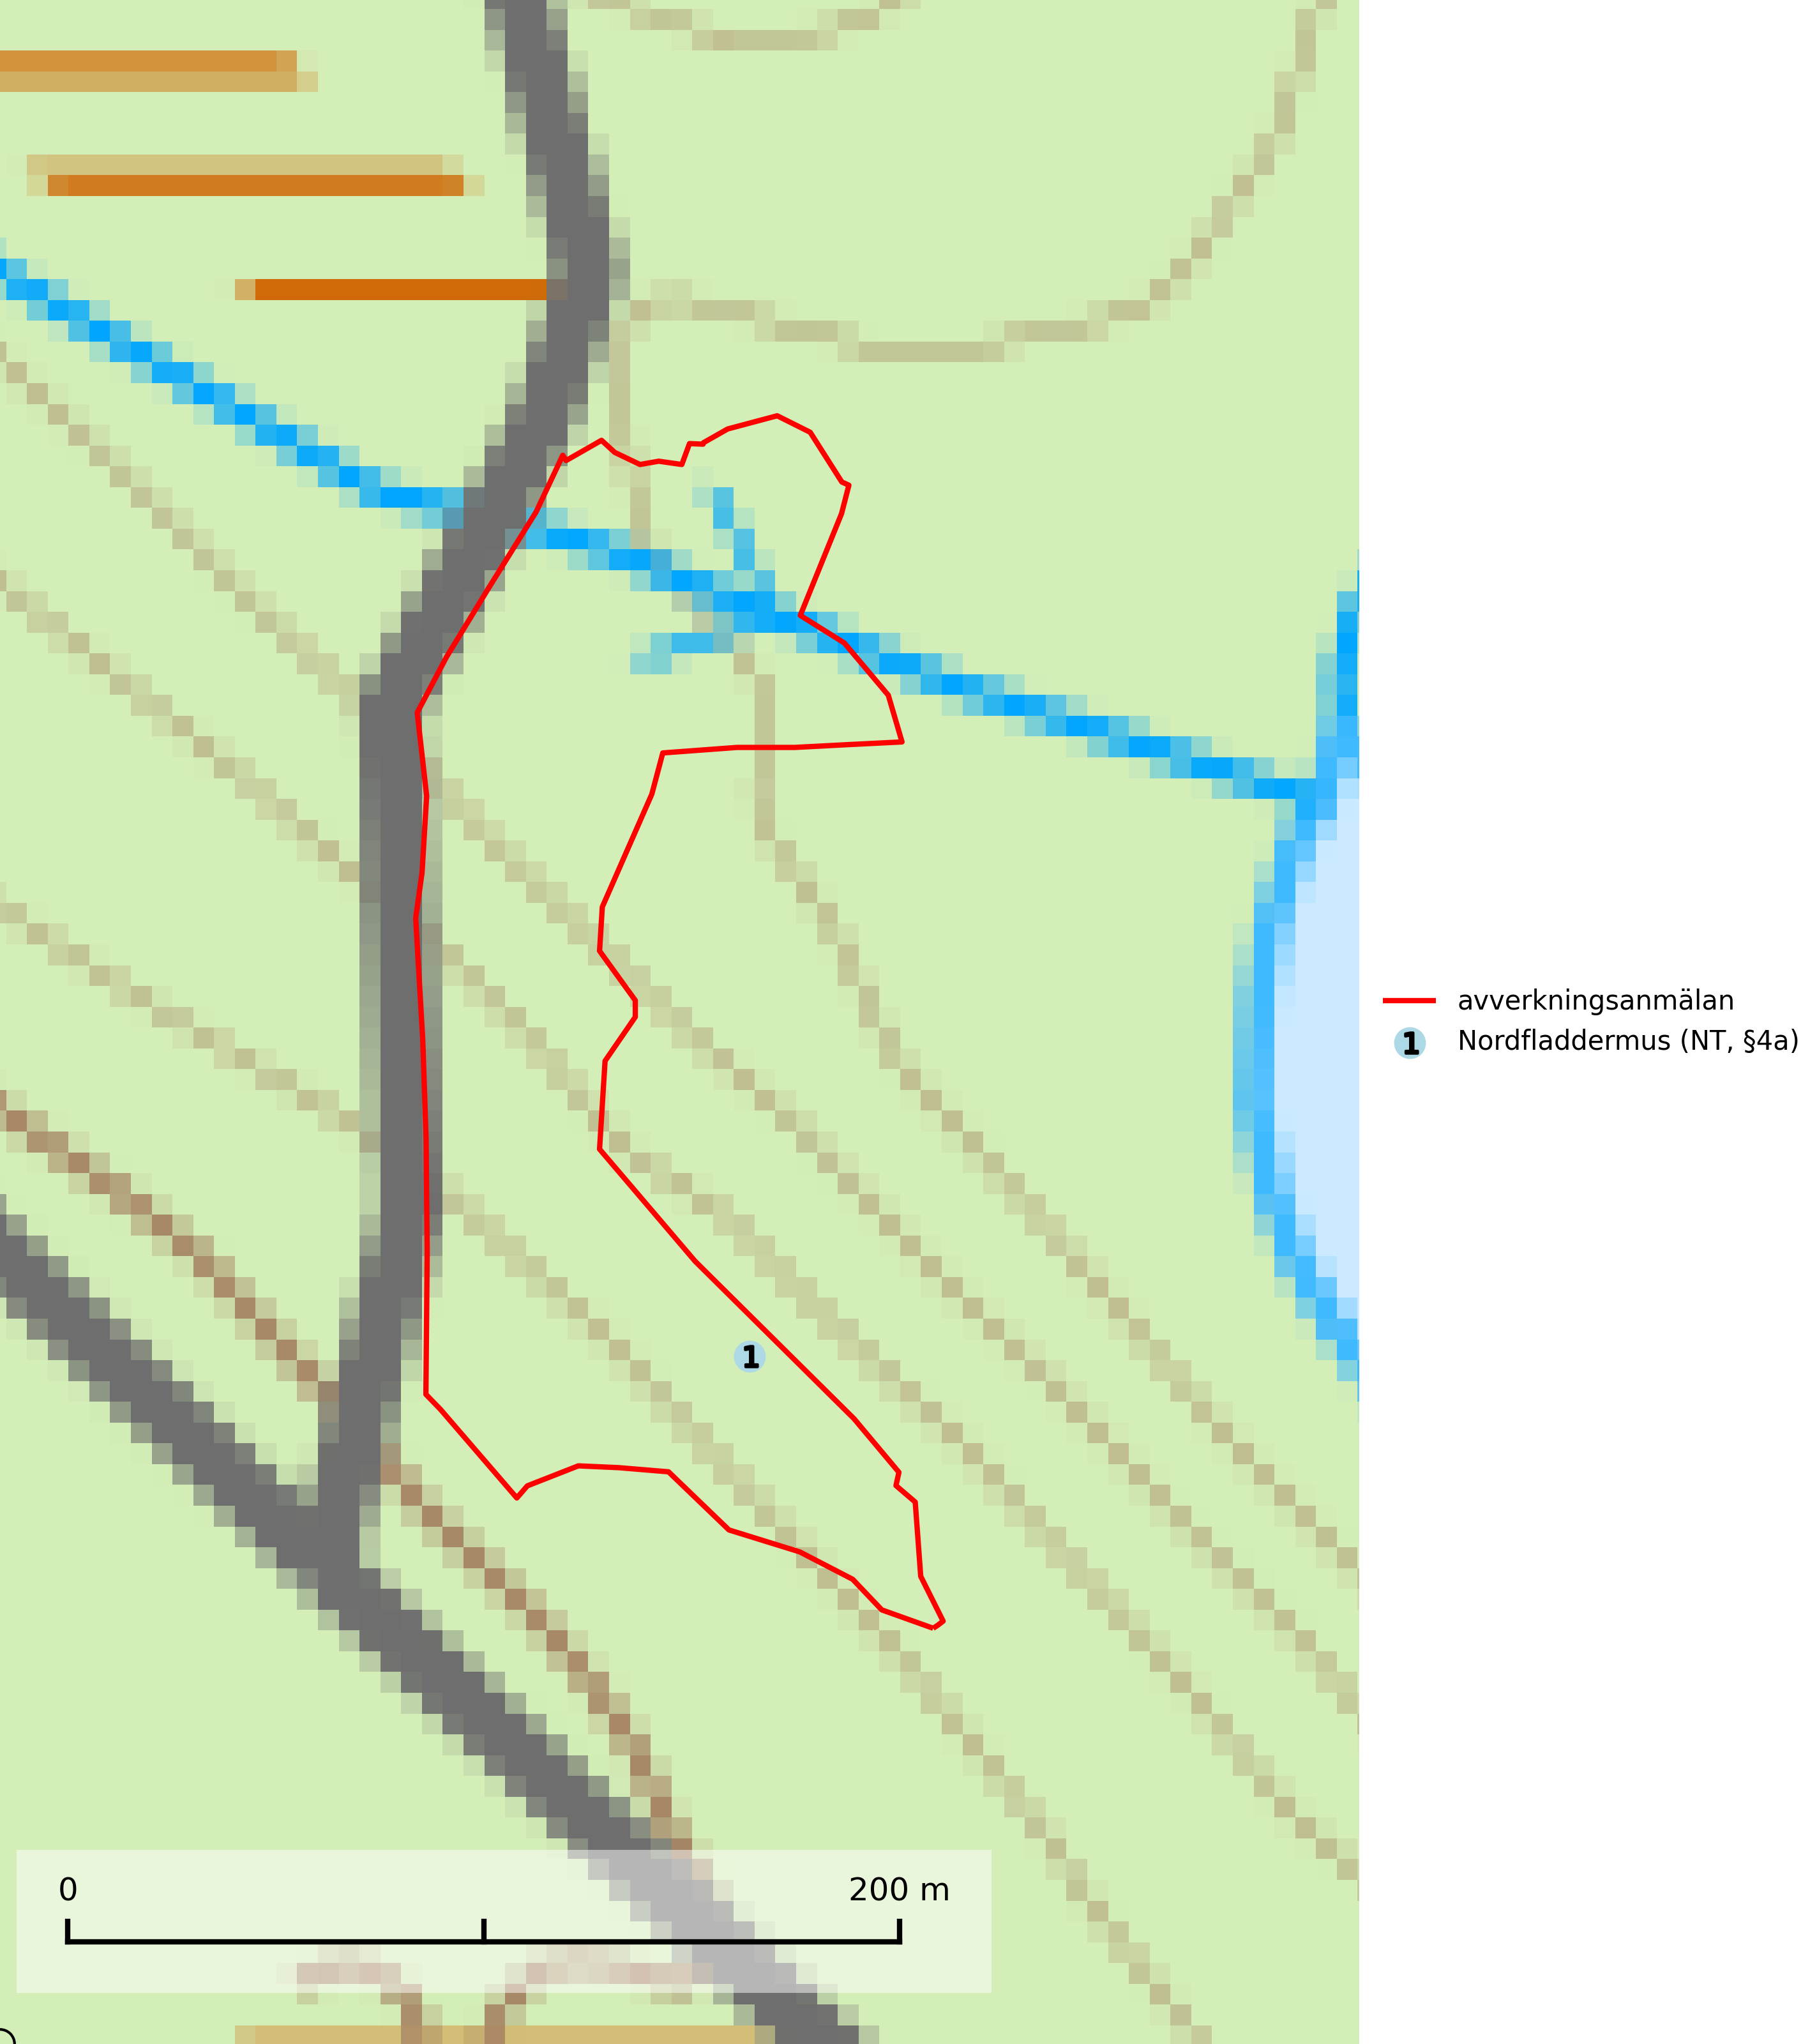 avverkningsanmälan
1 Nordfladdermus (NT, §4a)
1
0 200 m